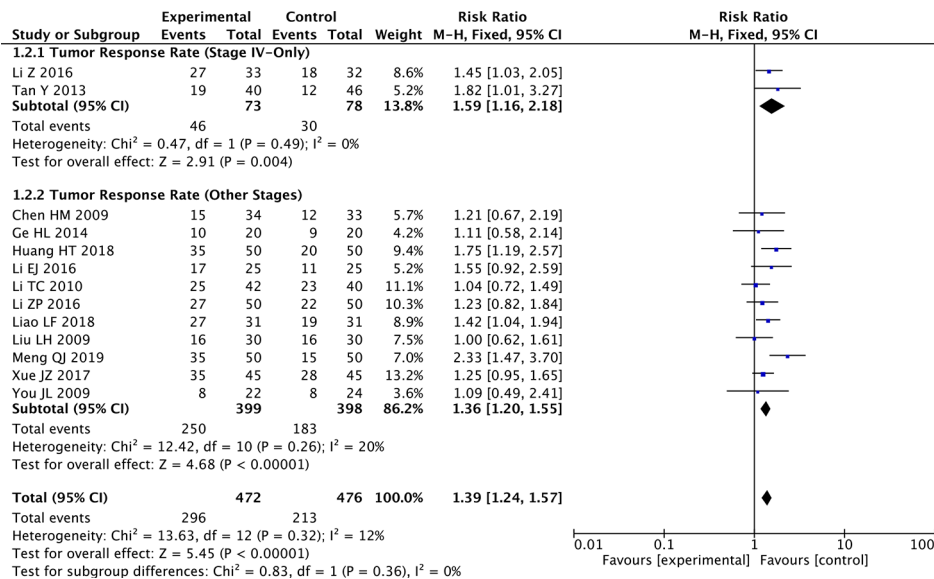 Experimental Control Risk Ratio Risk Ratio
Study or Subgroup Events Total Events Total Weight M-H, Fixed, 95% CI M-H, Fixed, 95% CI
1.2.1 Tumor Response Rate (Stage IV-Only)
Li Z 2016 27 33 18 32 8.6% 1.45 [1.03, 2.05]
Tan Y 2013 19 40 12 46 5.2% 1.82 [1.01, 3.27]
Subtotal (95% CI) 73 78 13.8% 1.59 [1.16, 2.18]
Total events 46 30
Heterogeneity: Chi² = 0.47, df = 1 (P = 0.49); I² = 0%
Test for overall effect: Z = 2.91 (P = 0.004)
1.2.2 Tumor Response Rate (Other Stages)
Chen HM 2009 15 34 12 33 5.7% 1.21 [0.67, 2.19]
Ge HL 2014 10 20 9 20 4.2% 1.11 [0.58, 2.14]
Huang HT 2018 35 50 20 50 9.4% 1.75 [1.19, 2.57]
Li EJ 2016 17 25 11 25 5.2% 1.55 [0.92, 2.59]
Li TC 2010 25 42 23 40 11.1% 1.04 [0.72, 1.49]
Li ZP 2016 27 50 22 50 10.3% 1.23 [0.82, 1.84]
Liao LF 2018 27 31 19 31 8.9% 1.42 [1.04, 1.94]
Liu LH 2009 16 30 16 30 7.5% 1.00 [0.62, 1.61]
Meng QJ 2019 35 50 15 50 7.0% 2.33 [1.47, 3.70]
Xue JZ 2017 35 45 28 45 13.2% 1.25 [0.95, 1.65]
You JL 2009 8 22 8 24 3.6% 1.09 [0.49, 2.41]
Subtotal (95% CI) 399 398 86.2% 1.36 [1.20, 1.55]
Total events 250 183
Heterogeneity: Chi² = 12.42, df = 10 (P = 0.26); I² = 20%
Test for overall effect: Z = 4.68 (P < 0.00001)
Total (95% CI) 472 476 100.0% 1.39 [1.24, 1.57]
Total events 296 213
Heterogeneity: Chi² = 13.63, df = 12 (P = 0.32); I² = 12%
Test for overall effect: Z = 5.45 (P < 0.00001)
Test for subgroup differences: Chi² = 0.83, df = 1 (P = 0.36), I² = 0%
0.01 0.1 1 10 100
Favours [experimental] Favours [control]